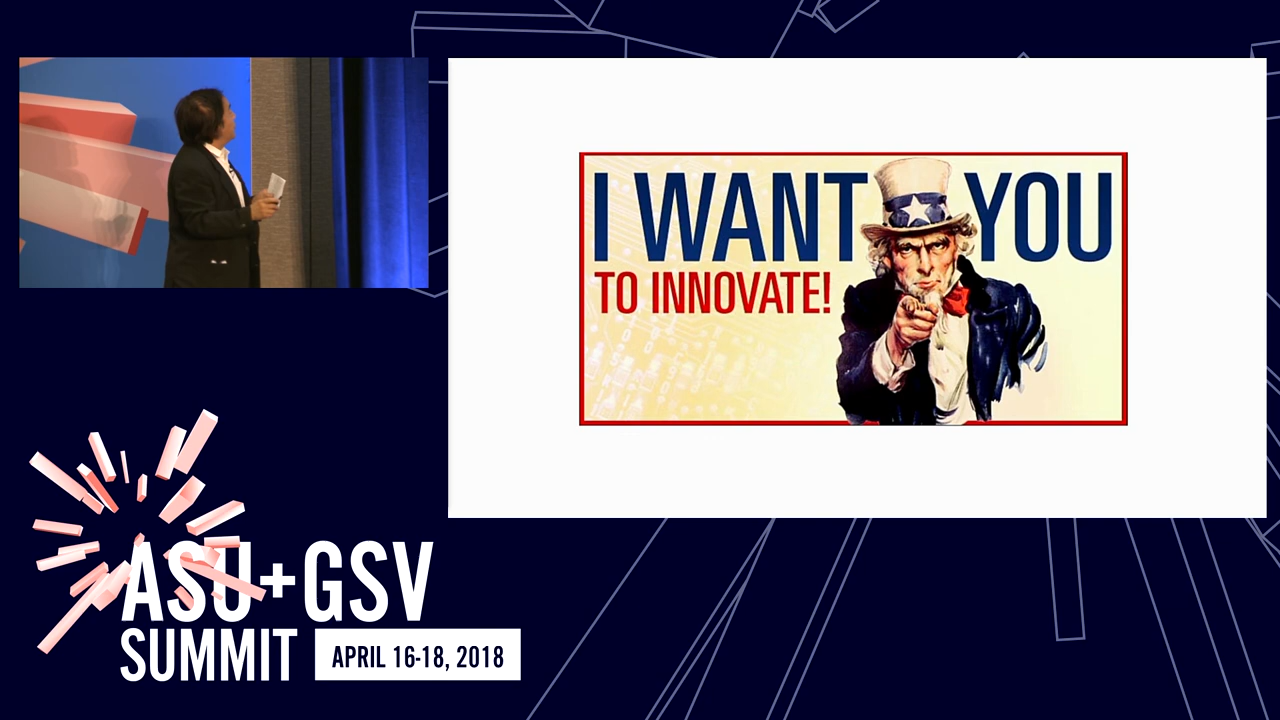 I WANT YOU
TO INNOVATE!
ASU+GSV
SUMMIT
APRIL 16-18, 2018